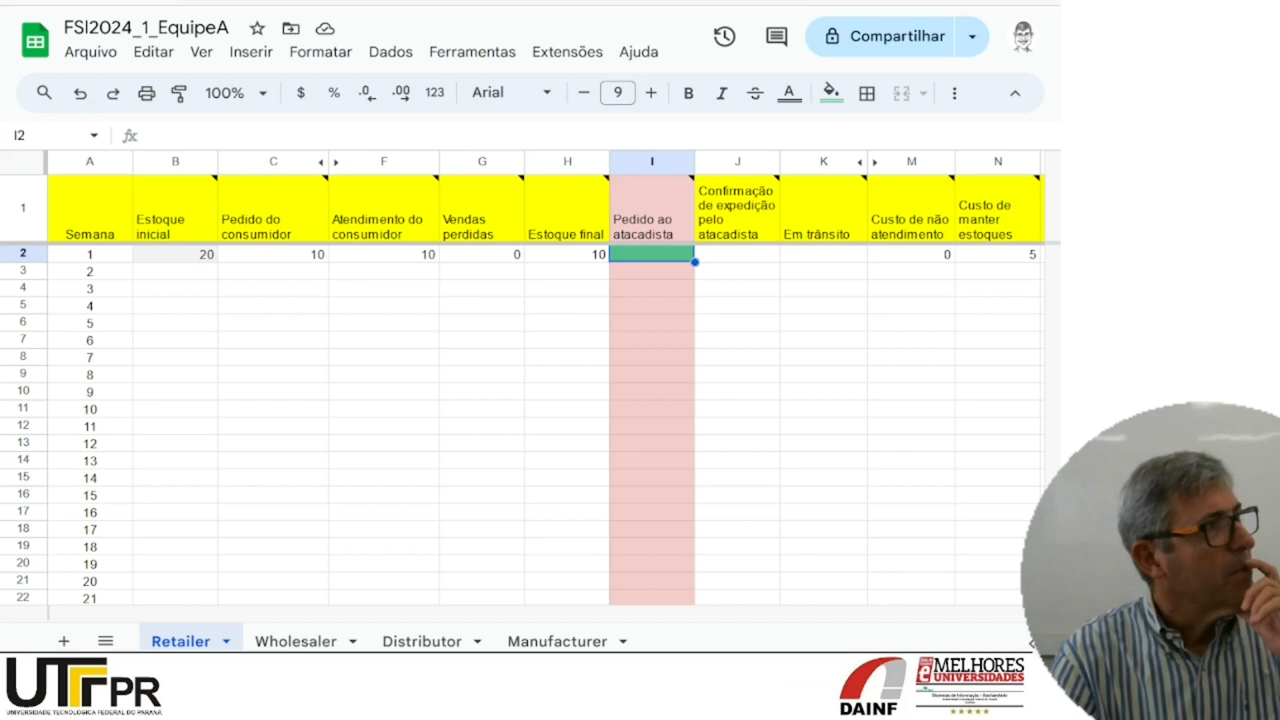 FSI2024_1_EquipeA
Arquivo Editar Ver Inserir Formatar Dados Ferramentas Extensões Ajuda
Compartilhar
100% $ % .0 .00 123 Arial − 9 + B I A
I2 fx
A B C F G H I J K M N
1
Semana
Estoque
inicial
Pedido do
consumidor
Atendimento do
consumidor
Vendas
perdidas
Estoque final
Pedido ao
atacadista
Confirmação
de expedição
pelo
atacadista
Em trânsito
Custo de não
atendimento
Custo de
manter
estoques
2 1 20 10 10 0 10 0 5
3 2
4 3
5 4
6 5
7 6
8 7
9 8
10 9
11 10
12 11
13 12
14 13
15 14
16 15
17 16
18 17
19 18
20 19
21 20
22 21
+ Retailer Wholesaler Distributor Manufacturer
UTFPR
UNIVERSIDADE TECNOLÓGICA FEDERAL DO PARANÁ
DAINF
MELHORES
UNIVERSIDADES